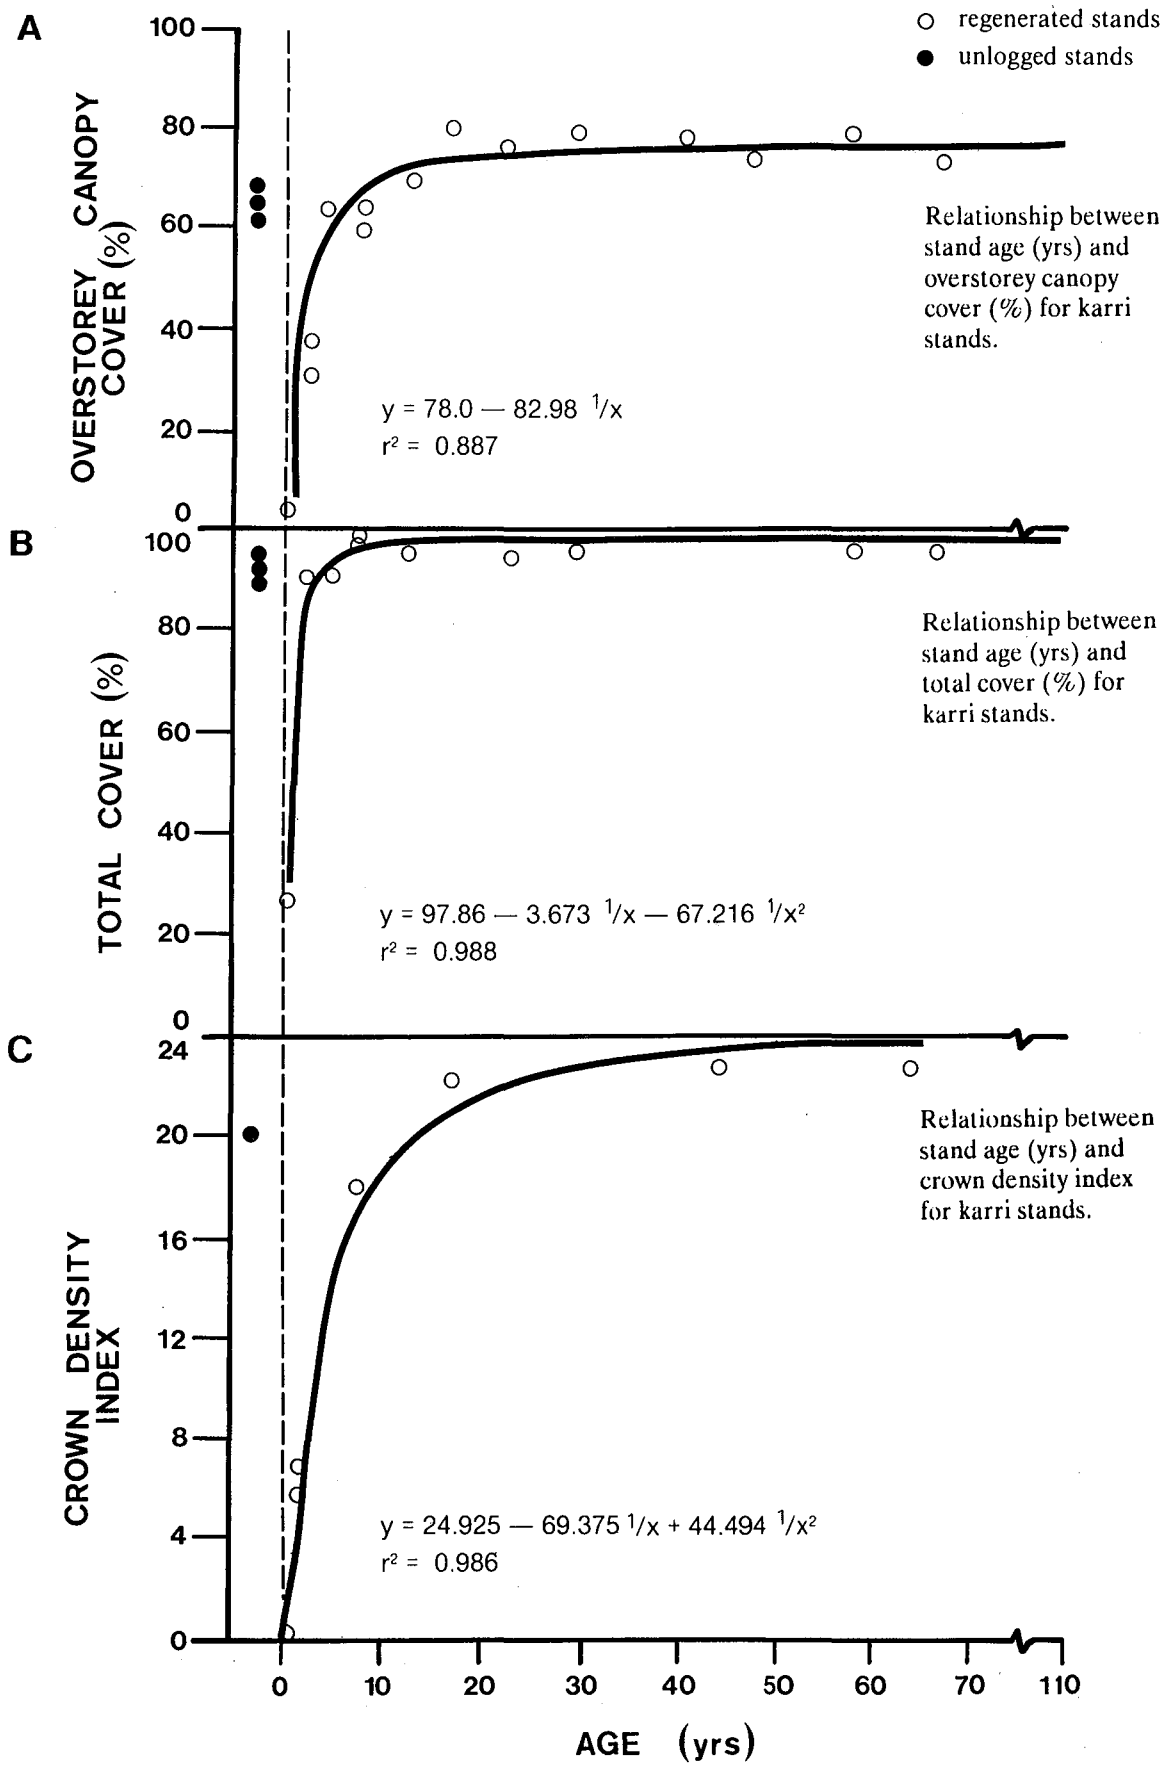 A
○ regenerated stands
● unlogged stands
100
80
60
40
20
0
OVERSTOREY CANOPY
COVER (%)
Relationship between
stand age (yrs) and
overstorey canopy
cover (%) for karri
stands.
y = 78.0 — 82.98 1/x
r² = 0.887
B
100
80
60
40
20
0
TOTAL COVER (%)
Relationship between
stand age (yrs) and
total cover (%) for
karri stands.
y = 97.86 — 3.673 1/x — 67.216 1/x²
r² = 0.988
C
24
20
16
12
8
4
0
CROWN DENSITY
INDEX
Relationship between
stand age (yrs) and
crown density index
for karri stands.
y = 24.925 — 69.375 1/x + 44.494 1/x²
r² = 0.986
0 10 20 30 40 50 60 70 110
AGE (yrs)